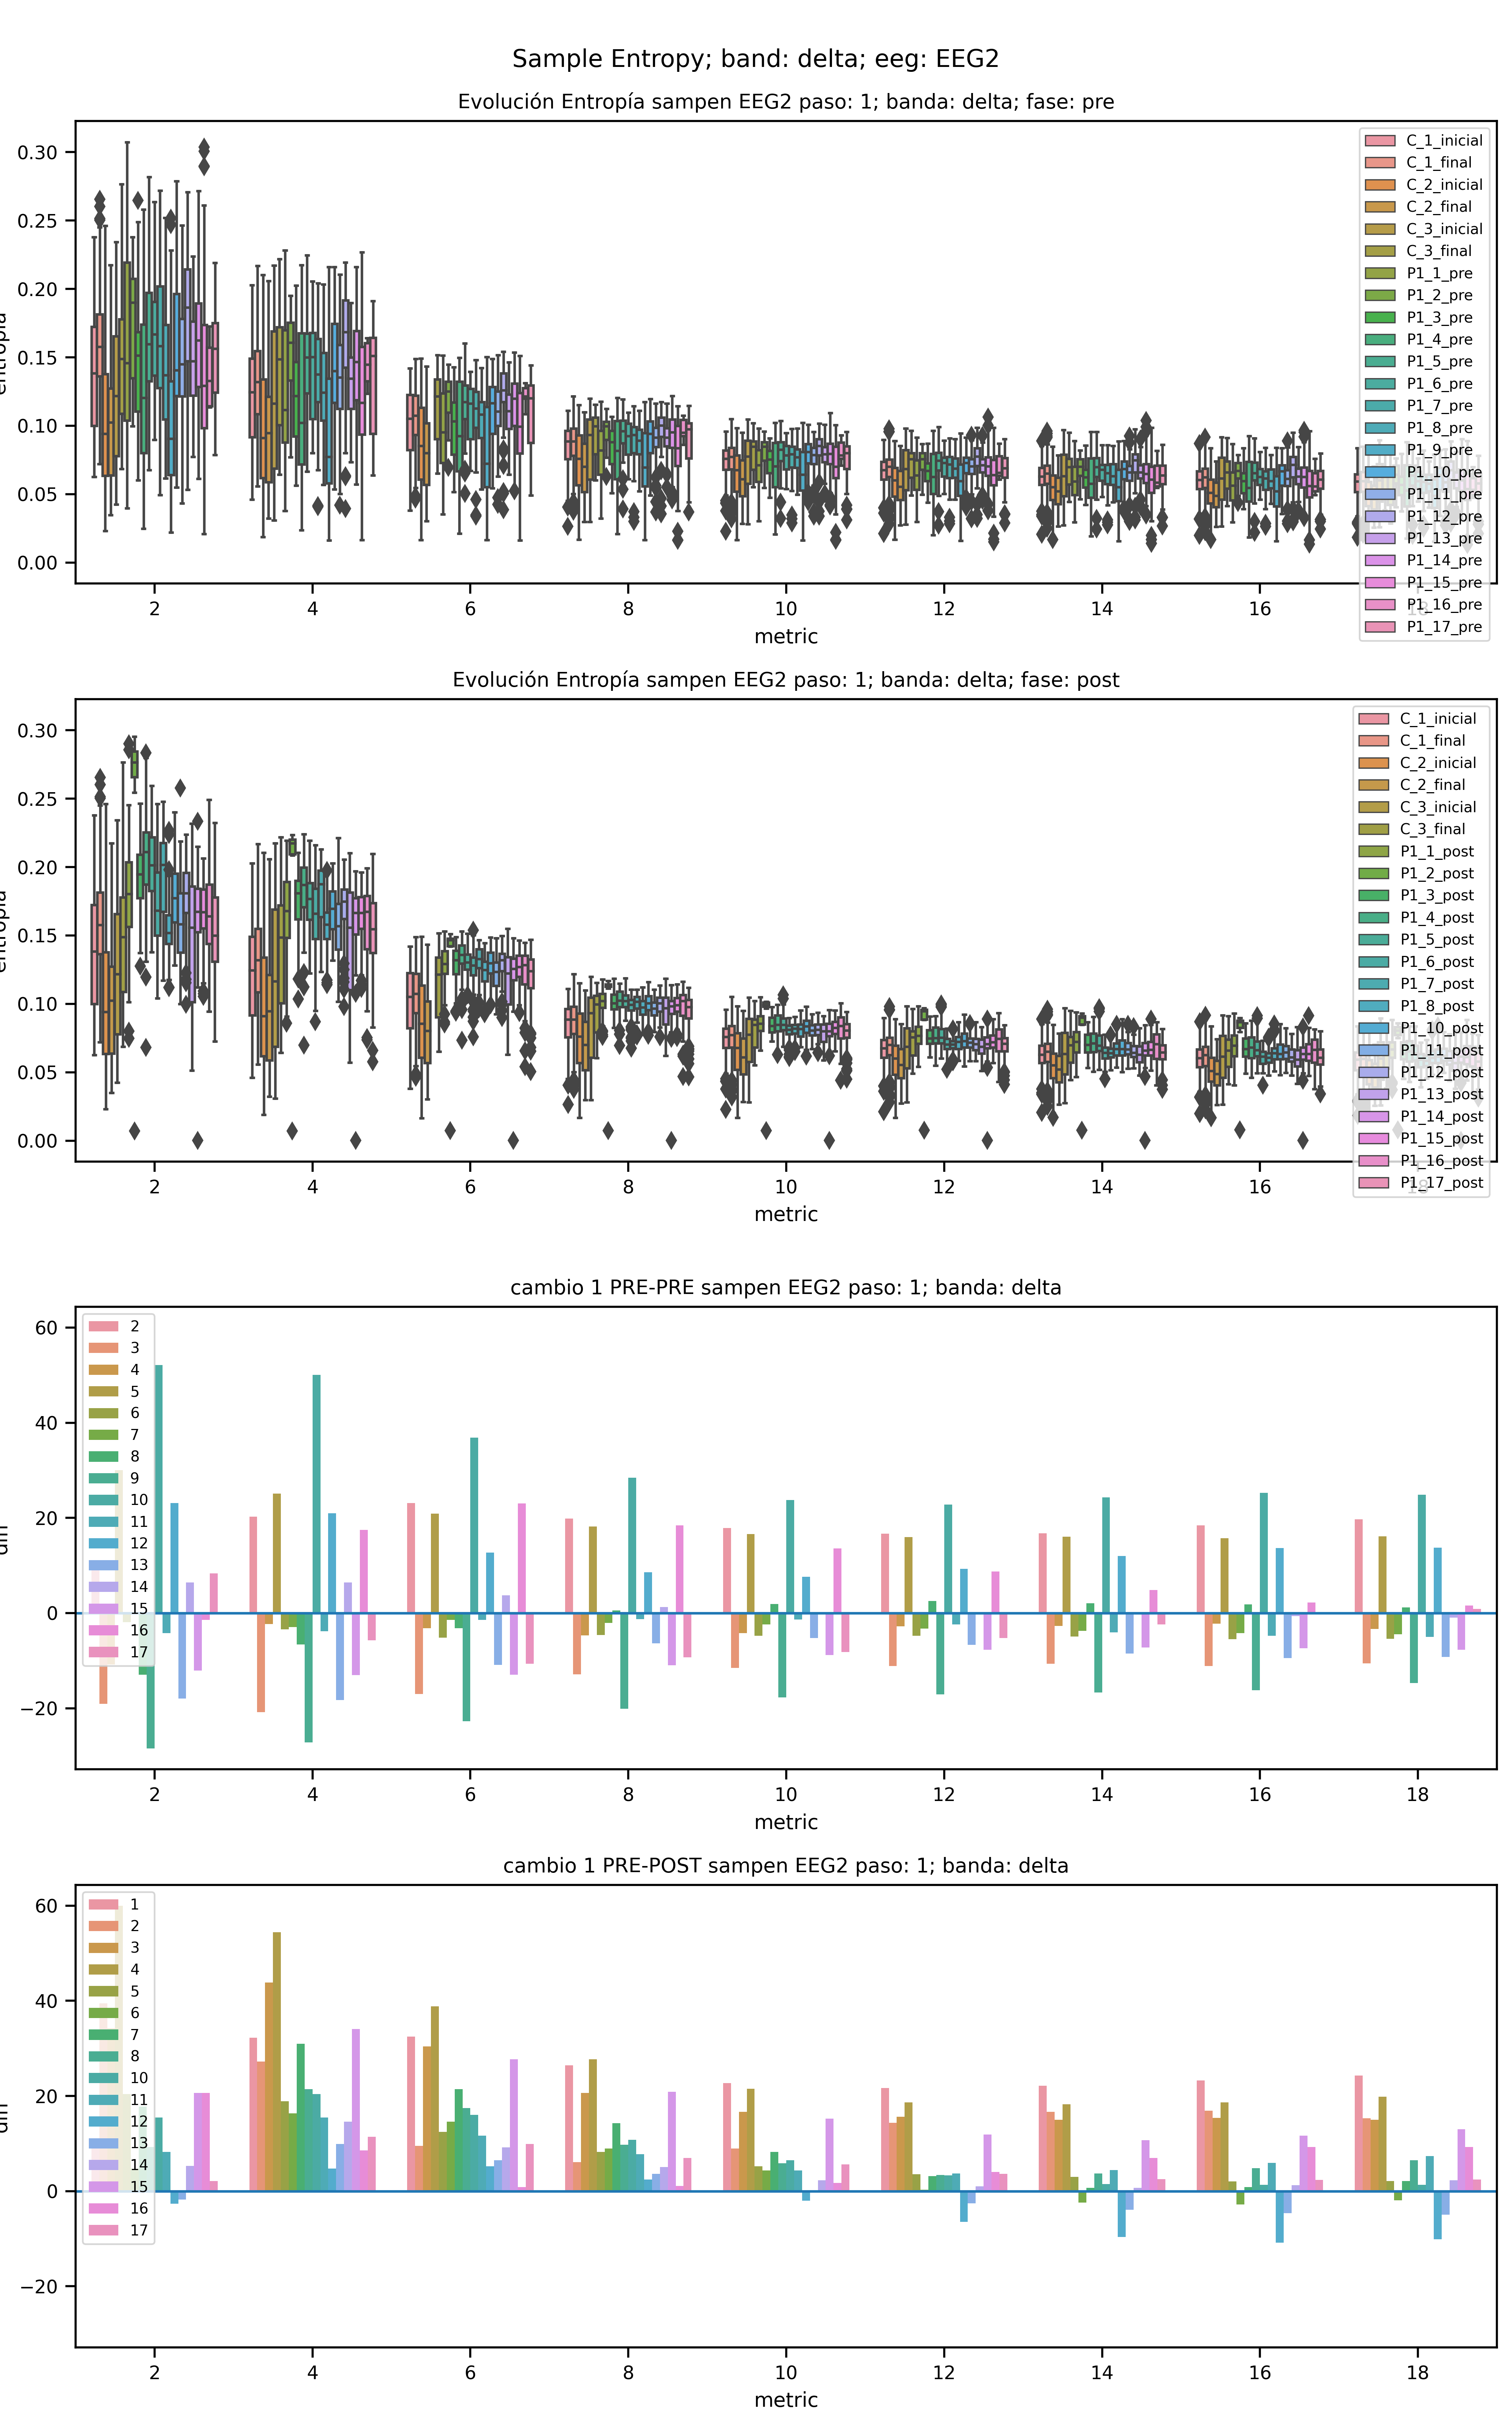 Sample Entropy; band: delta; eeg: EEG2
Evolución Entropía sampen EEG2 paso: 1; banda: delta; fase: pre
0.30
0.25
0.20
0.15
0.10
0.05
0.00
C_1_inicial
C_1_final
C_2_inicial
C_2_final
C_3_inicial
C_3_final
P1_1_pre
P1_2_pre
P1_3_pre
P1_4_pre
P1_5_pre
P1_6_pre
P1_7_pre
P1_8_pre
P1_9_pre
P1_10_pre
P1_11_pre
P1_12_pre
P1_13_pre
P1_14_pre
P1_15_pre
P1_16_pre
P1_17_pre
2 4 6 8 10 12 14 16 18
metric
Evolución Entropía sampen EEG2 paso: 1; banda: delta; fase: post
0.30
0.25
0.20
0.15
0.10
0.05
0.00
C_1_inicial
C_1_final
C_2_inicial
C_2_final
C_3_inicial
C_3_final
P1_1_post
P1_2_post
P1_3_post
P1_4_post
P1_5_post
P1_6_post
P1_7_post
P1_8_post
P1_10_post
P1_11_post
P1_12_post
P1_13_post
P1_14_post
P1_15_post
P1_16_post
P1_17_post
2 4 6 8 10 12 14 16 18
metric
cambio 1 PRE-PRE sampen EEG2 paso: 1; banda: delta
60
40
20
0
−20
2
3
4
5
6
7
8
9
10
11
12
13
14
15
16
17
2 4 6 8 10 12 14 16 18
metric
cambio 1 PRE-POST sampen EEG2 paso: 1; banda: delta
60
40
20
0
−20
1
2
3
4
5
6
7
8
10
11
12
13
14
15
16
17
2 4 6 8 10 12 14 16 18
metric